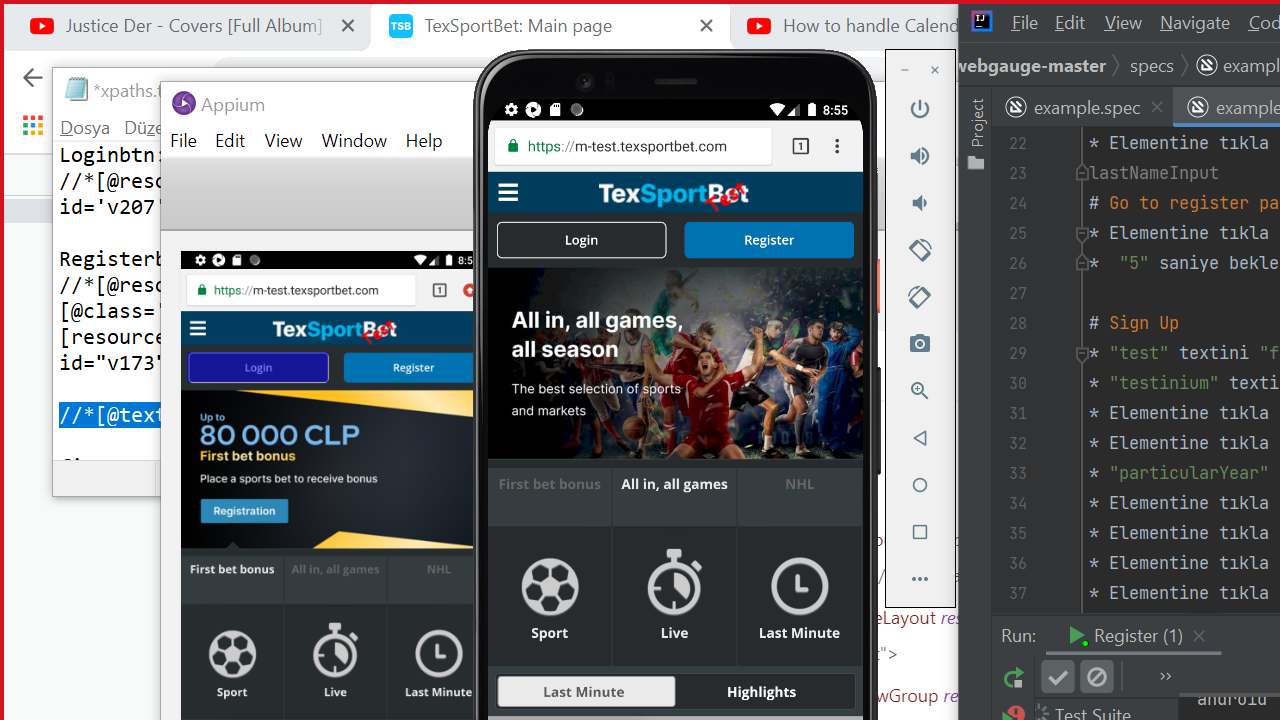 Justice Der - Covers [Full Album]
TSB
TexSportBet: Main page
How to handle Calend
*xpaths.t
Dosya
Düze
Loginbtn:
//*[@reso
id='v207'
Registerb
//*[@reso
[@class='
[resource
id="v173"
//*[@text
Appium
File
Edit
View
Window
Help
8:5
https://m-test.texsportbet.com
1
TexSportBet
Test
Login
Register
Up to
80 000 CLP
First bet bonus
Place a sports bet to receive bonus
Registration
First bet bonus
All in, all games
NHL
Sport
Live
Last Minute
8:55
https://m-test.texsportbet.com
1
TexSportBet
Test
Login
Register
All in, all games,
all season
The best selection of sports
and markets
First bet bonus
All in, all games
NHL
Sport
Live
Last Minute
Last Minute
Highlights
eLayout
">
wGroup
IJ
File
Edit
View
Navigate
Cod
webgauge-master
specs
exampl
Project
example.spec
example
22 * Elementine tıkla
23 lastNameInput
24 # Go to register pa
25 * Elementine tıkla
26 * "5" saniye bekle
27
28 # Sign Up
29 * "test" textini "f
30 * "testinium" texti
31 * Elementine tıkla
32 * Elementine tıkla
33 * "particularYear"
34 * Elementine tıkla
35 * Elementine tıkla
36 * Elementine tıkla
37 * Elementine tıkla
Run:
Register (1)
Test Suite
android